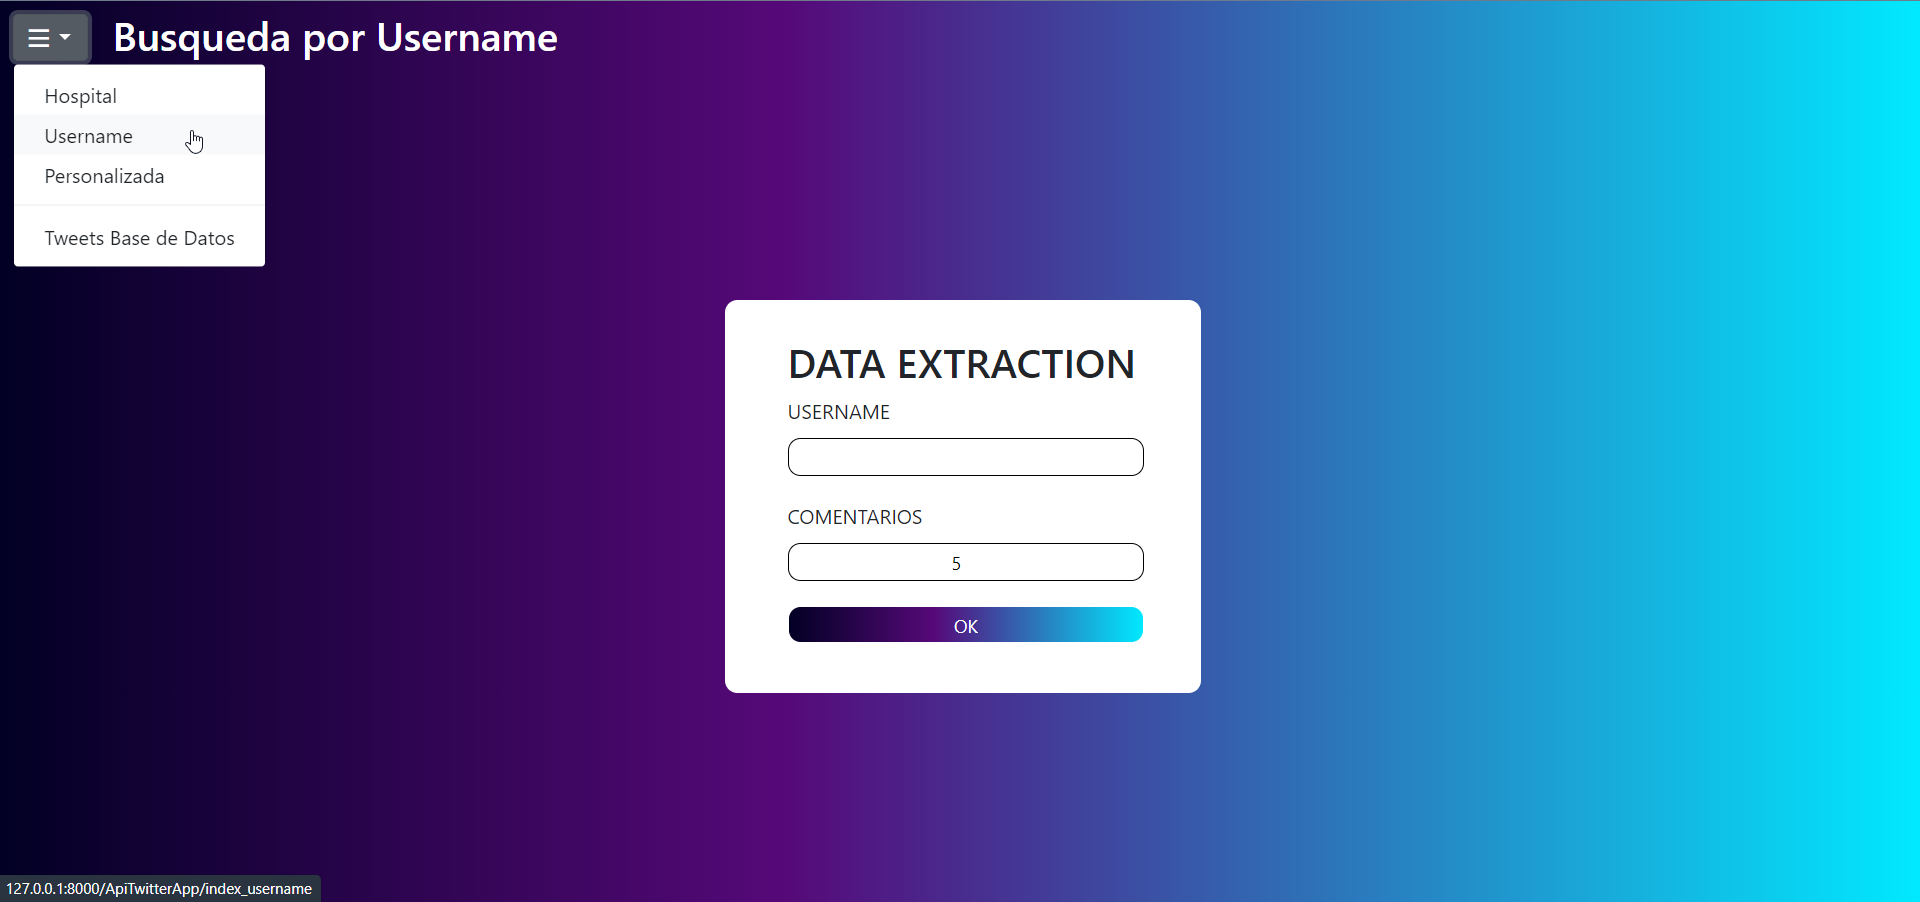 Busqueda por Username
Hospital
Username
Personalizada
Tweets Base de Datos
DATA EXTRACTION
USERNAME
COMENTARIOS
5
OK
127.0.0.1:8000/ApiTwitterApp/index_username